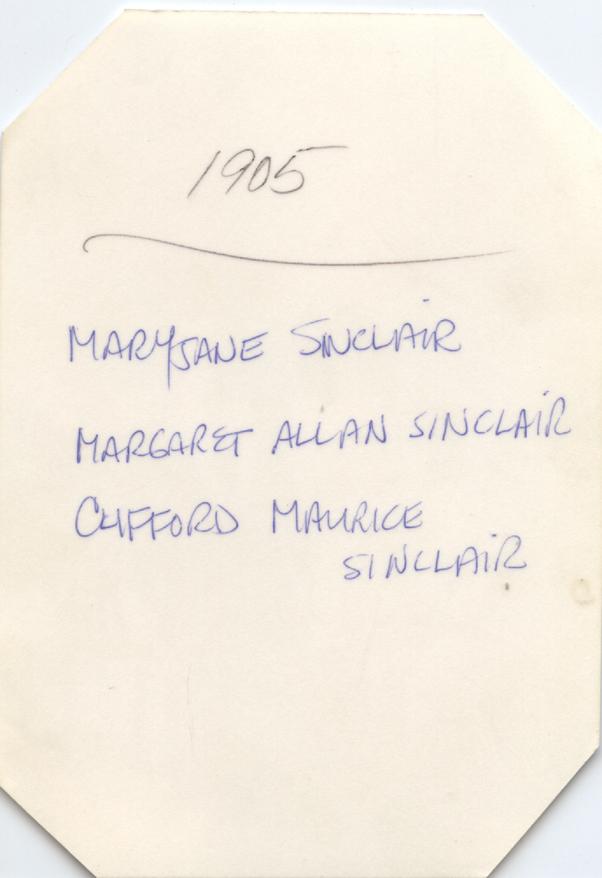 1905
MARYJANE SINCLAIR
MARGARET ALLAN SINCLAIR
CLIFFORD MAURICE
SINCLAIR